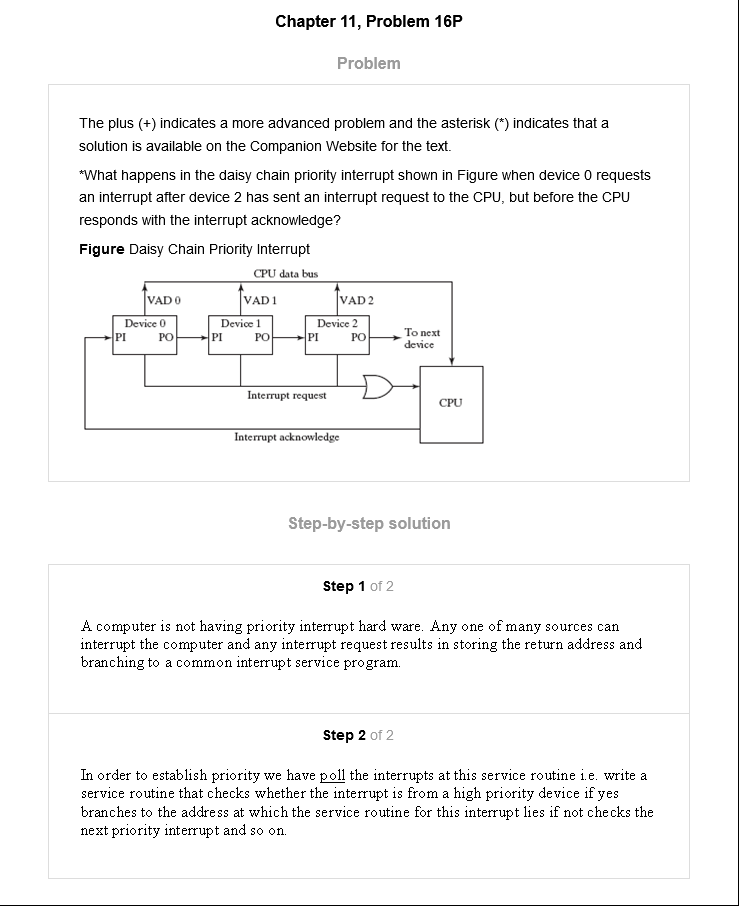 Chapter 11, Problem 16P
Problem
The plus (+) indicates a more advanced problem and the asterisk (*) indicates that a
solution is available on the Companion Website for the text.
*What happens in the daisy chain priority interrupt shown in Figure when device 0 requests
an interrupt after device 2 has sent an interrupt request to the CPU, but before the CPU
responds with the interrupt acknowledge?
Figure Daisy Chain Priority Interrupt
CPU data bus
VAD 0 VAD 1 VAD 2
Device 0 Device 1 Device 2
PI PO PI PO PI PO
To next
device
Interrupt request
CPU
Interrupt acknowledge
Step-by-step solution
Step 1 of 2
A computer is not having priority interrupt hard ware. Any one of many sources can
interrupt the computer and any interrupt request results in storing the return address and
branching to a common interrupt service program.
Step 2 of 2
In order to establish priority we have poll the interrupts at this service routine i.e. write a
service routine that checks whether the interrupt is from a high priority device if yes
branches to the address at which the service routine for this interrupt lies if not checks the
next priority interrupt and so on.